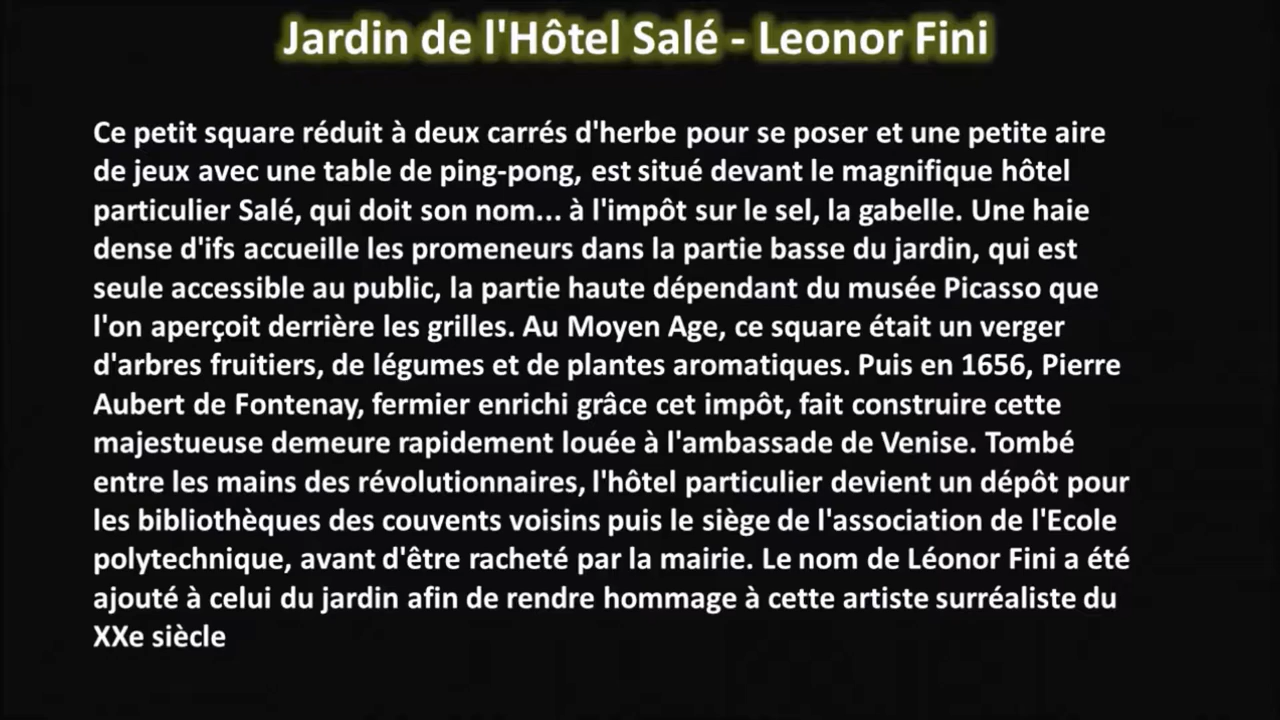 Jardin de l'Hôtel Salé - Leonor Fini
Ce petit square réduit à deux carrés d'herbe pour se poser et une petite aire
de jeux avec une table de ping-pong, est situé devant le magnifique hôtel
particulier Salé, qui doit son nom... à l'impôt sur le sel, la gabelle. Une haie
dense d'ifs accueille les promeneurs dans la partie basse du jardin, qui est
seule accessible au public, la partie haute dépendant du musée Picasso que
l'on aperçoit derrière les grilles. Au Moyen Age, ce square était un verger
d'arbres fruitiers, de légumes et de plantes aromatiques. Puis en 1656, Pierre
Aubert de Fontenay, fermier enrichi grâce cet impôt, fait construire cette
majestueuse demeure rapidement louée à l'ambassade de Venise. Tombé
entre les mains des révolutionnaires, l'hôtel particulier devient un dépôt pour
les bibliothèques des couvents voisins puis le siège de l'association de l'Ecole
polytechnique, avant d'être racheté par la mairie. Le nom de Léonor Fini a été
ajouté à celui du jardin afin de rendre hommage à cette artiste surréaliste du
XXe siècle